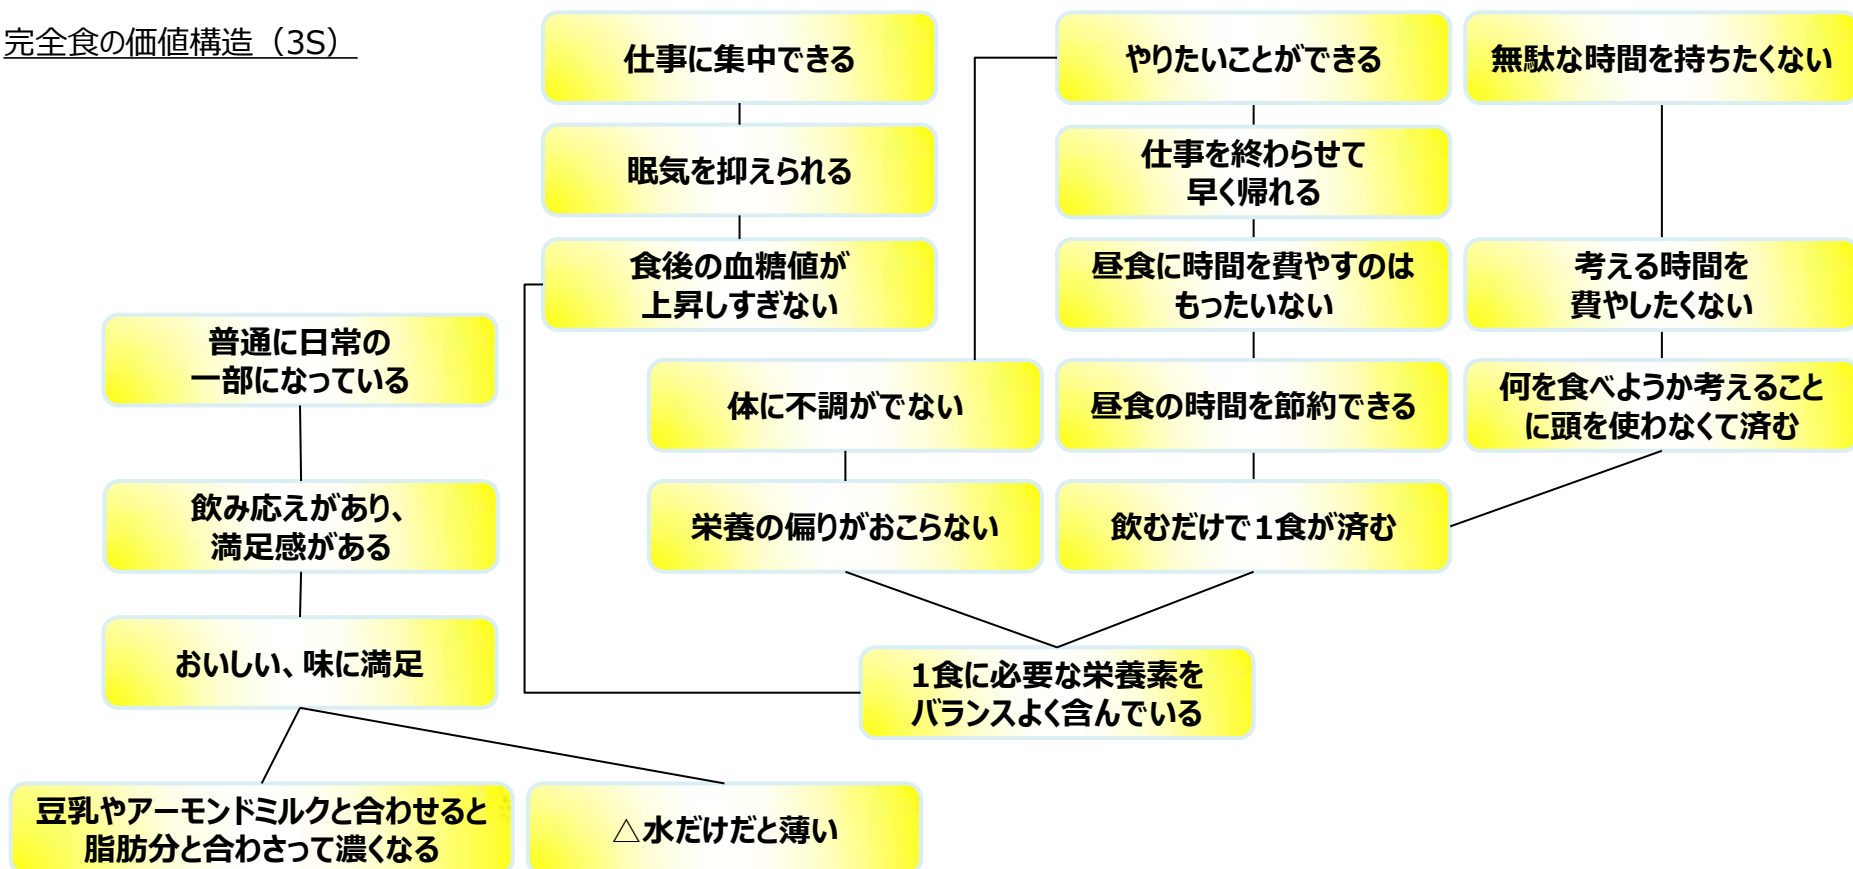 完全食の価値構造（3S）
仕事に集中できる
やりたいことができる
無駄な時間を持ちたくない
眠気を抑えられる
仕事を終わらせて
早く帰れる
食後の血糖値が
上昇しすぎない
昼食に時間を費やすのは
もったいない
考える時間を
費やしたくない
普通に日常の
一部になっている
体に不調がでない
昼食の時間を節約できる
何を食べようか考えること
に頭を使わなくて済む
飲み応えがあり、
満足感がある
栄養の偏りがおこらない
飲むだけで1食が済む
おいしい、味に満足
1食に必要な栄養素を
バランスよく含んでいる
豆乳やアーモンドミルクと合わせると
脂肪分と合わさって濃くなる
△水だけだと薄い